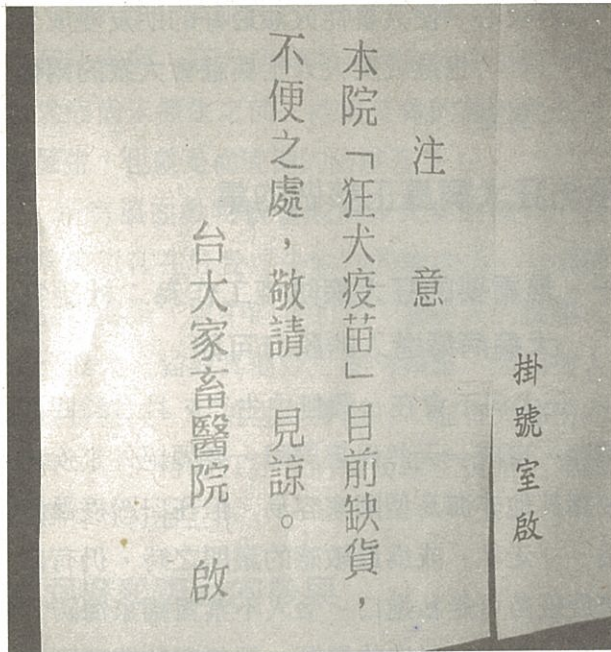 掛號室啟
注意
本院「狂犬疫苗」目前缺貨，
不便之處，敬請　見諒。
台大家畜醫院　啟